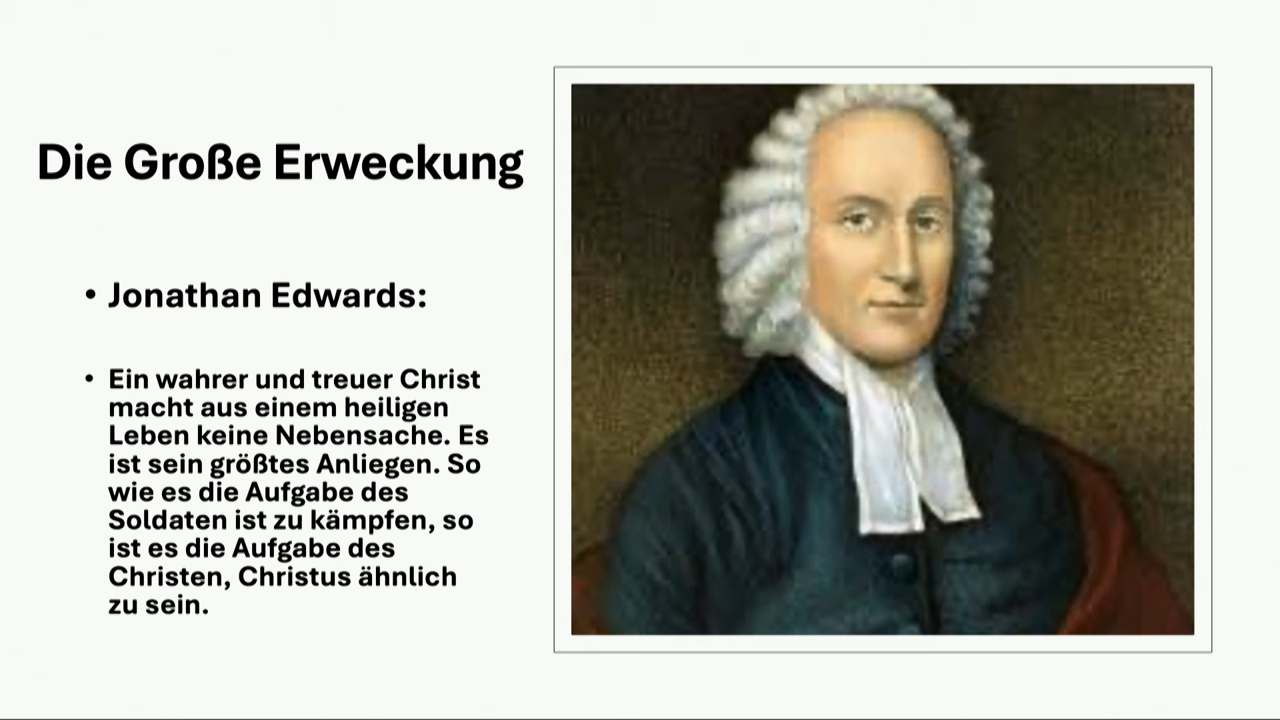 Die Große Erweckung
• Jonathan Edwards:
• Ein wahrer und treuer Christ
macht aus einem heiligen
Leben keine Nebensache. Es
ist sein größtes Anliegen. So
wie es die Aufgabe des
Soldaten ist zu kämpfen, so
ist es die Aufgabe des
Christen, Christus ähnlich
zu sein.